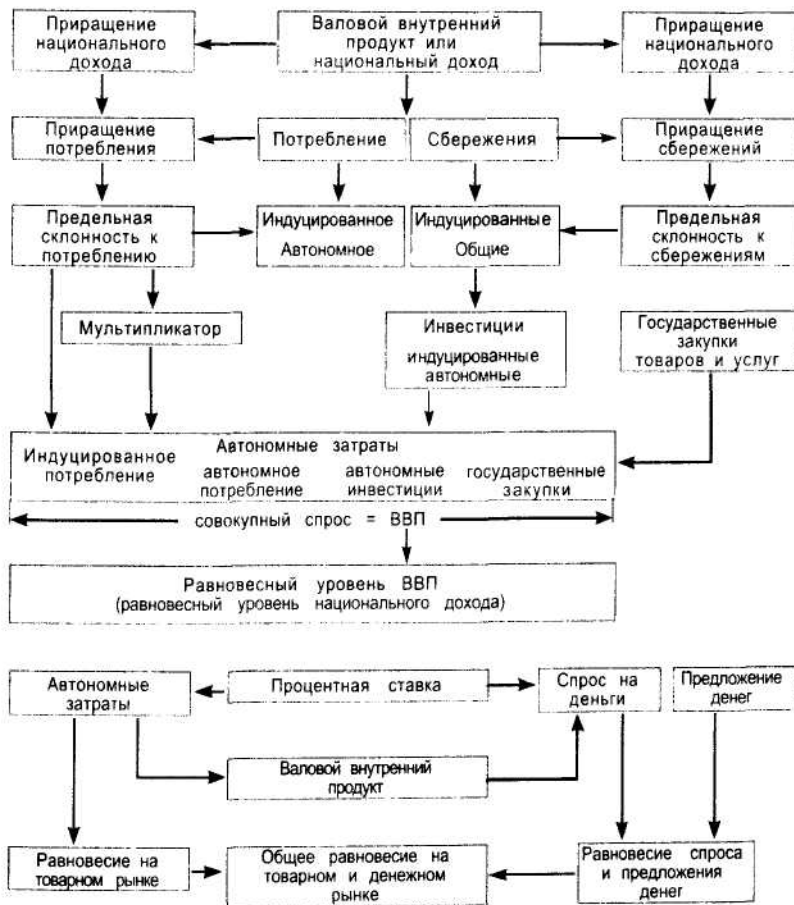 Приращение
национального
дохода
Валовой внутренний
продукт или
национальный доход
Приращение
национального
дохода
Приращение
потребления
Потребление
Сбережения
Приращение
сбережений
Предельная
склонность к
потреблению
Индуцированное
Автономное
Индуцированные
Общие
Предельная
склонность к
сбережениям
Мультипликатор
Инвестиции
индуцированные
автономные
Государственные
закупки
товаров и услуг
Индуцированное
потребление
Автономные затраты
автономное
потребление
автономные
инвестиции
государственные
закупки
совокупный спрос = ВВП
Равновесный уровень ВВП
(равновесный уровень национального дохода)
Автономные
затраты
Процентная ставка
Спрос на
деньги
Предложение
денег
Валовой внутренний
продукт
Равновесие на
товарном рынке
Общее равновесие на
товарном и денежном
рынке
Равновесие спроса
и предложения
денег